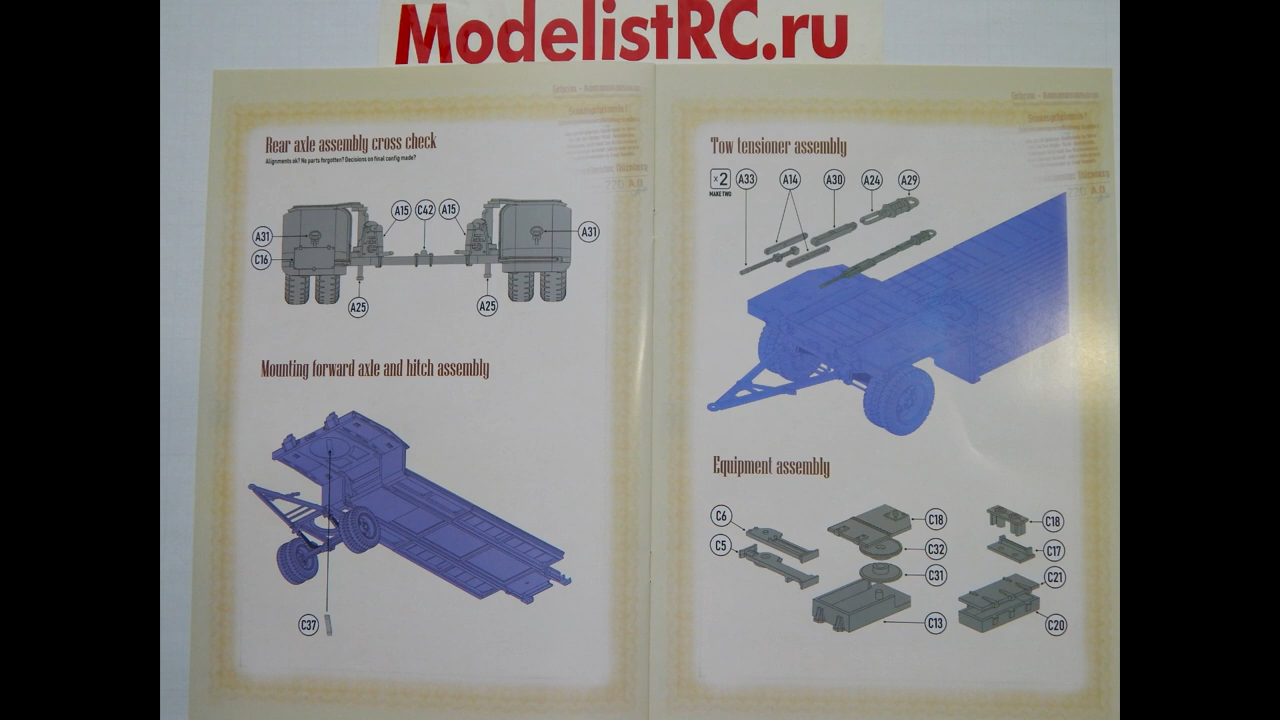 ModelistRC.ru
Rear axle assembly cross check
Alignments ok? No parts forgotten? Decisions on final config made?
A15 C42 A15
A31 A31
C16
A25 A25
Mounting forward axle and hitch assembly
C37
Tow tensioner assembly
x2 A33 A14 A30 A24 A29
MAKE TWO
Equipment assembly
C6 C18 C18
C5 C32 C17
C31 C21
C13 C20